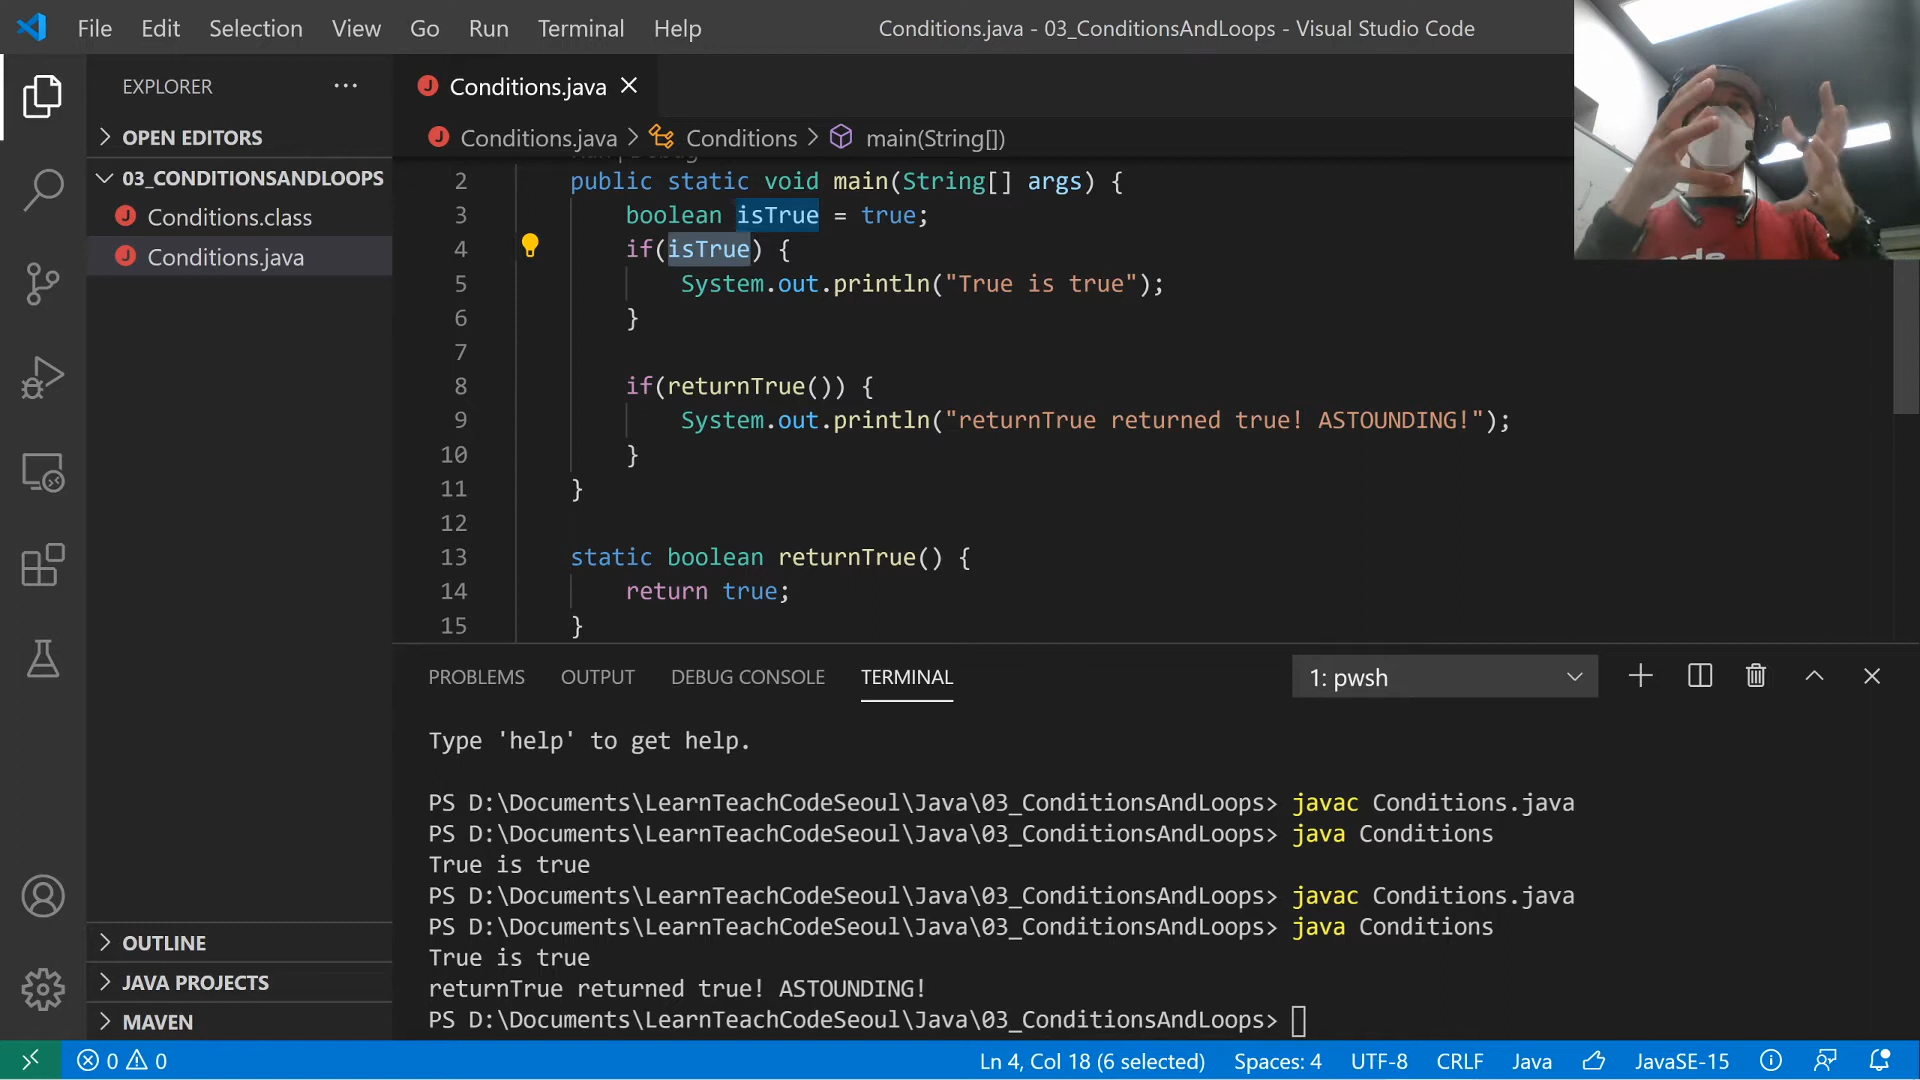 File Edit Selection View Go Run Terminal Help
Conditions.java - 03_ConditionsAndLoops - Visual Studio Code
EXPLORER
OPEN EDITORS
03_CONDITIONSANDLOOPS
Conditions.class
Conditions.java
OUTLINE
JAVA PROJECTS
MAVEN
Conditions.java
Conditions.java > Conditions > main(String[])
2 public static void main(String[] args) {
3 boolean isTrue = true;
4 if(isTrue) {
5 System.out.println("True is true");
6 }
7
8 if(returnTrue()) {
9 System.out.println("returnTrue returned true! ASTOUNDING!");
10 }
11 }
12
13 static boolean returnTrue() {
14 return true;
15 }
PROBLEMS OUTPUT DEBUG CONSOLE TERMINAL 1: pwsh
Type 'help' to get help.
PS D:\Documents\LearnTeachCodeSeoul\Java\03_ConditionsAndLoops> javac Conditions.java
PS D:\Documents\LearnTeachCodeSeoul\Java\03_ConditionsAndLoops> java Conditions
True is true
PS D:\Documents\LearnTeachCodeSeoul\Java\03_ConditionsAndLoops> javac Conditions.java
PS D:\Documents\LearnTeachCodeSeoul\Java\03_ConditionsAndLoops> java Conditions
True is true
returnTrue returned true! ASTOUNDING!
PS D:\Documents\LearnTeachCodeSeoul\Java\03_ConditionsAndLoops>
0 0 Ln 4, Col 18 (6 selected) Spaces: 4 UTF-8 CRLF Java JavaSE-15